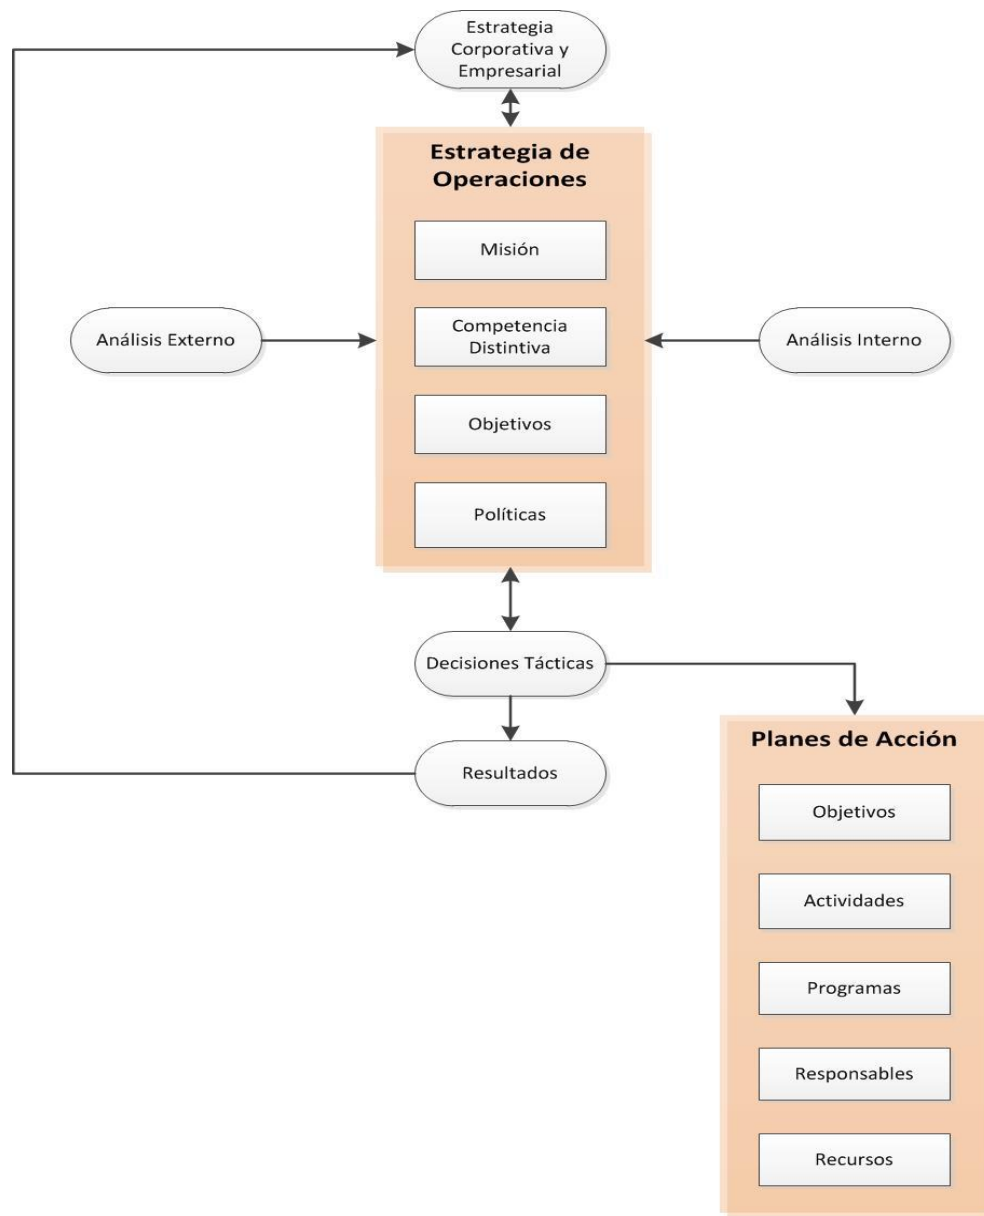 Estrategia
Corporativa y
Empresarial
Estrategia de
Operaciones
Misión
Análisis Externo
Competencia
Distintiva
Análisis Interno
Objetivos
Políticas
Decisiones Tácticas
Resultados
Planes de Acción
Objetivos
Actividades
Programas
Responsables
Recursos